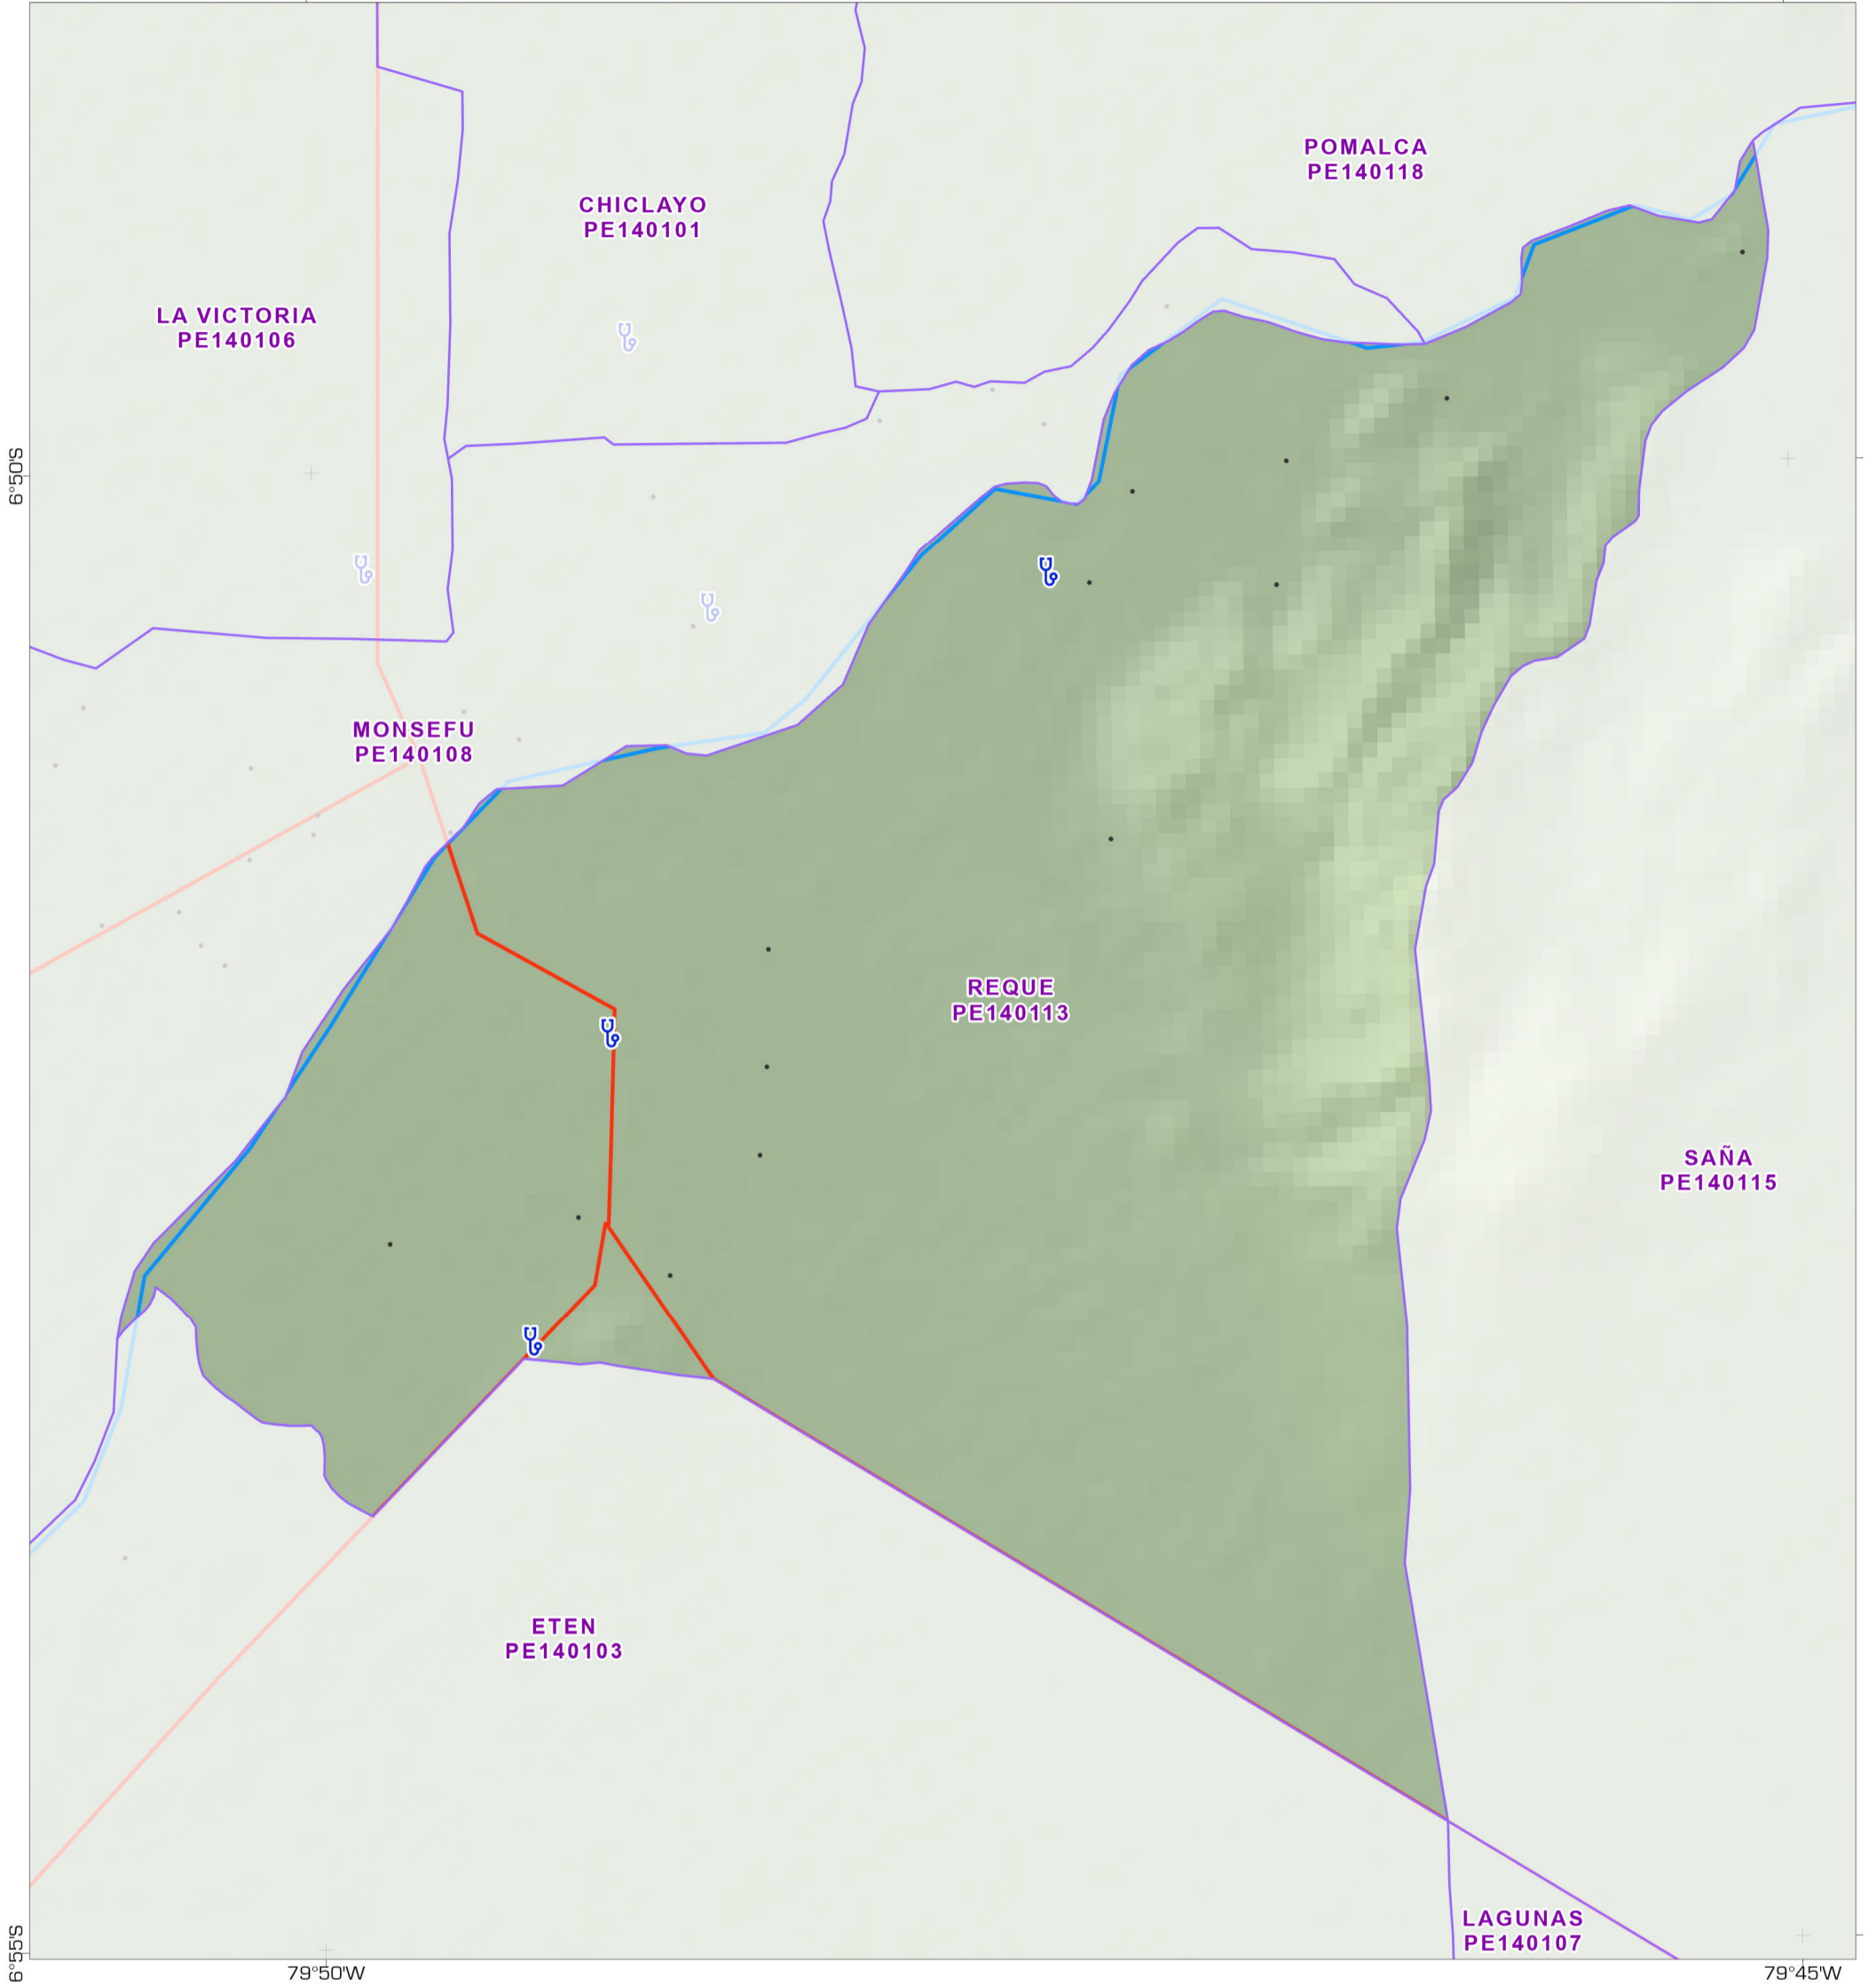 POMALCA
PE140118
CHICLAYO
PE140101
LA VICTORIA
PE140106
6°50'S
MONSEFU
PE140108
REQUE
PE140113
SAÑA
PE140115
ETEN
PE140103
LAGUNAS
PE140107
6°55'S
79°50'W
79°45'W